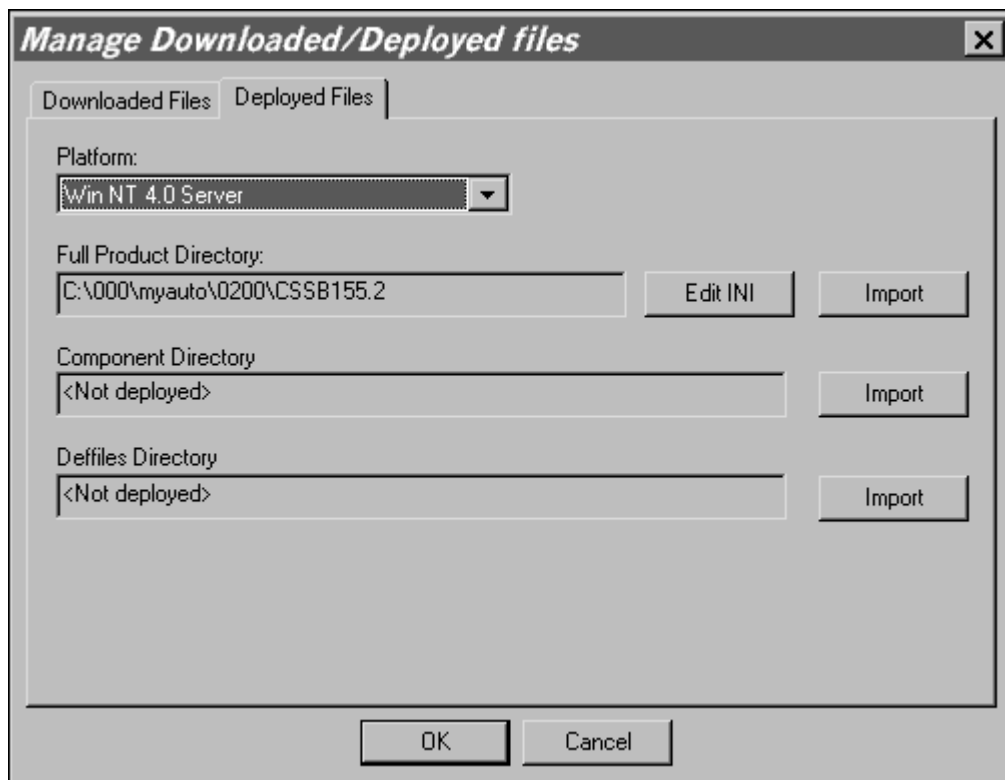 Manage Downloaded/Deployed files
Downloaded Files Deployed Files
Platform:
Win NT 4.0 Server
Full Product Directory:
C:\000\myauto\0200\CSSB155.2 Edit INI Import
Component Directory
<Not deployed> Import
Deffiles Directory
<Not deployed> Import
OK Cancel